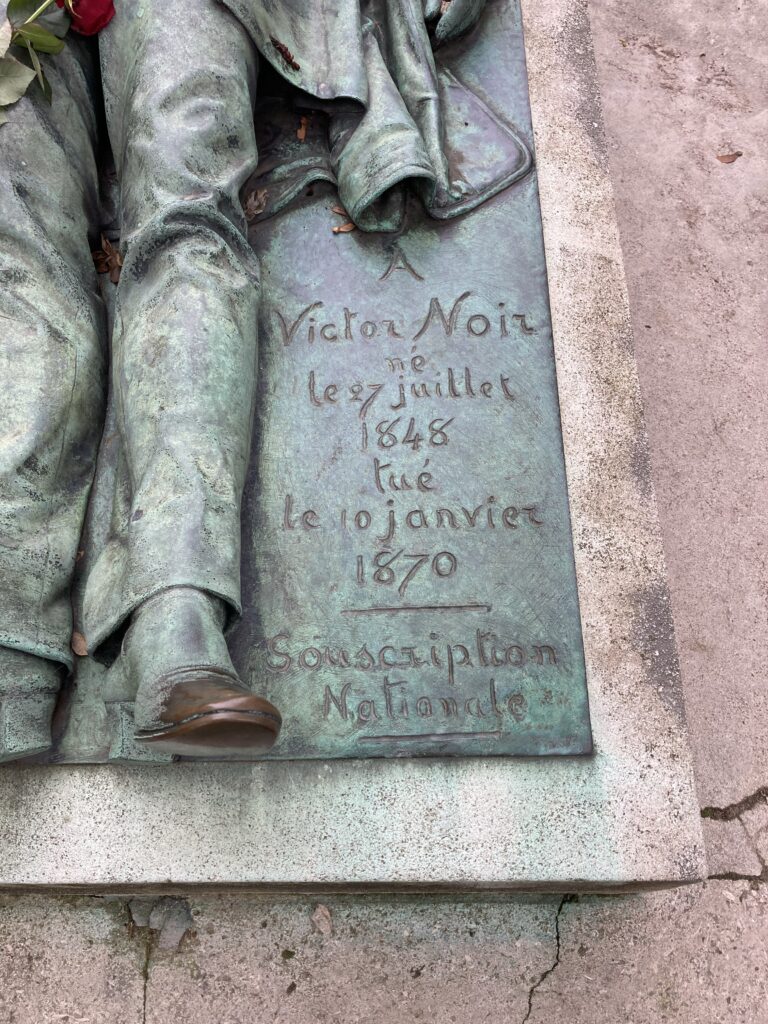 A
Victor Noir
né
le 27 juillet
1848
tué
le 10 janvier
1870
Souscription
Nationale